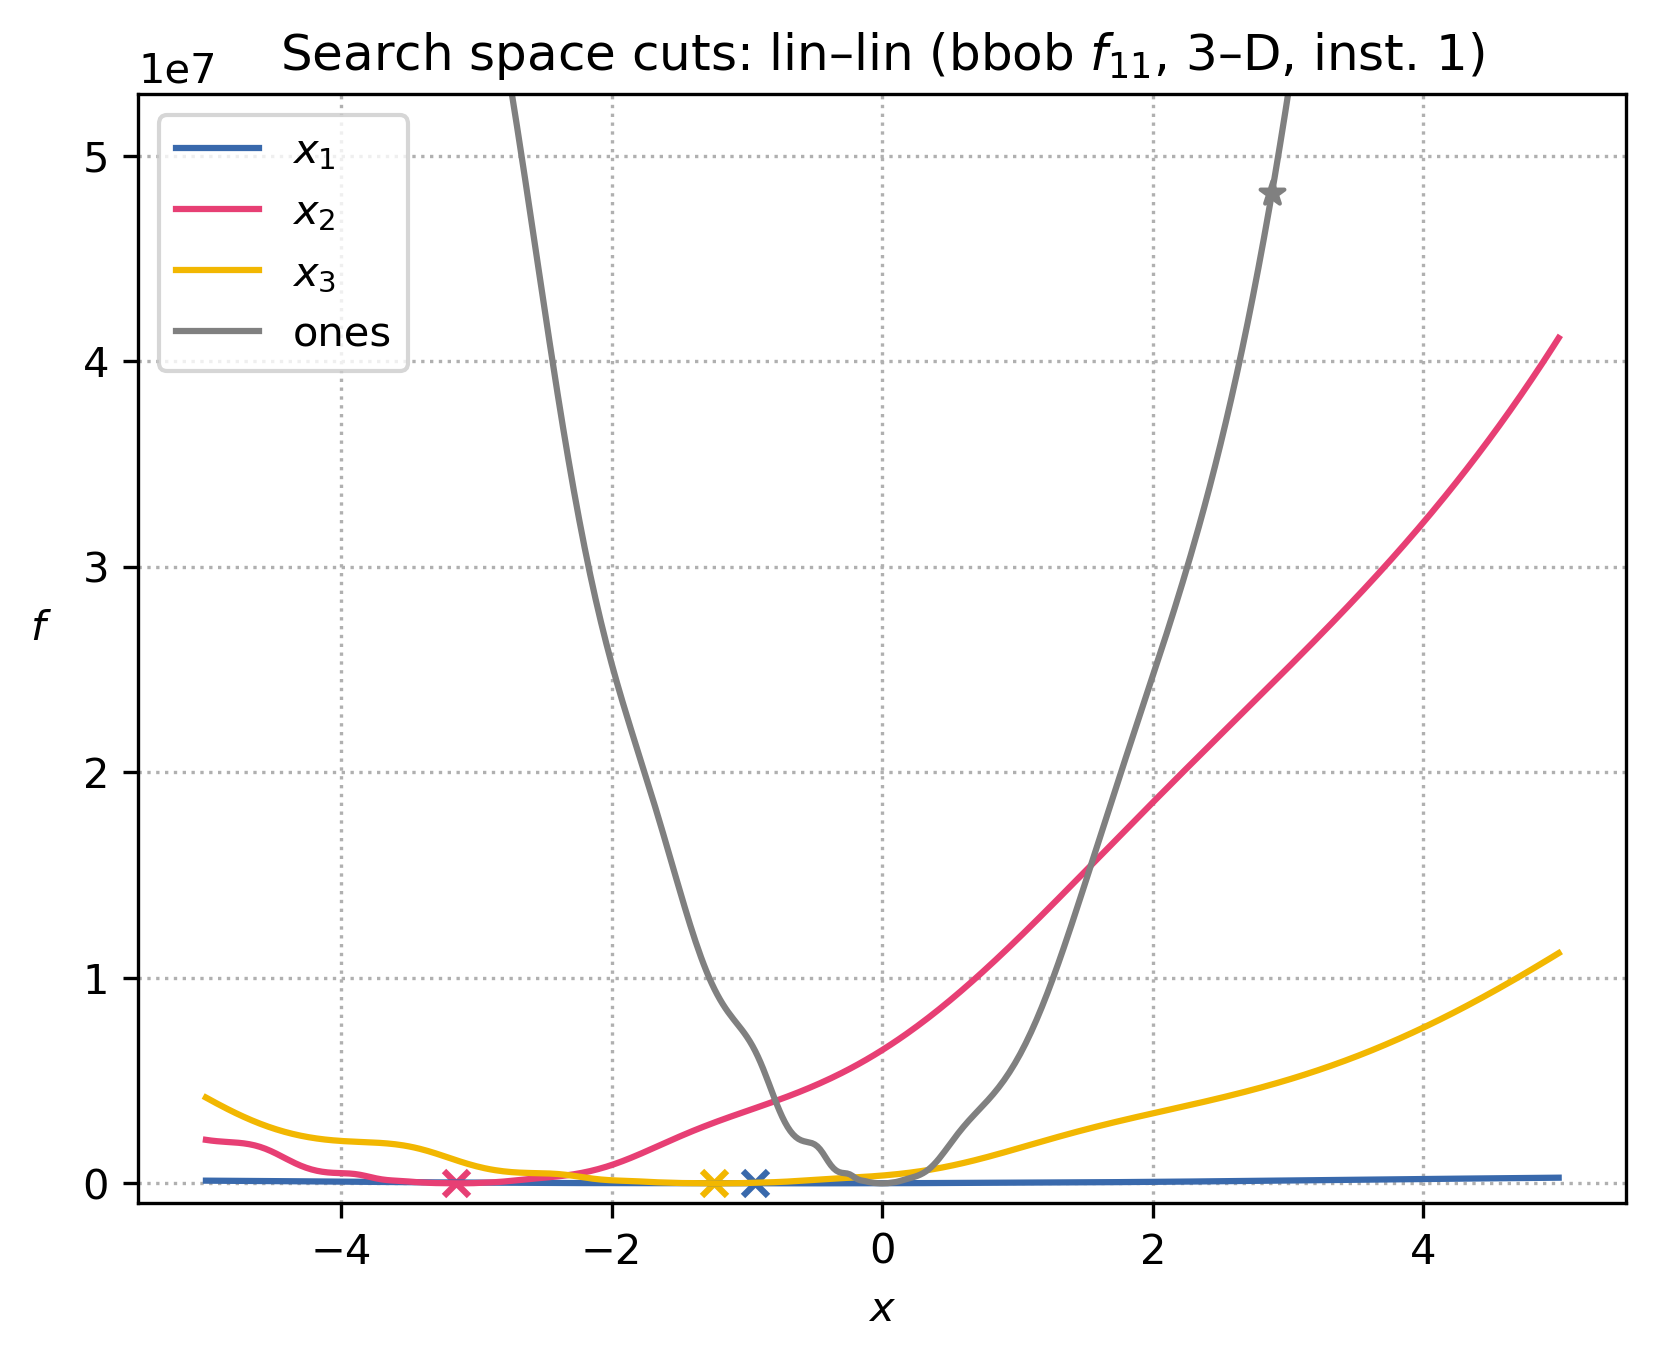 Search space cuts: lin–lin (bbob f₁₁, 3–D, inst. 1)
1e7
x₁
x₂
x₃
ones
5
4
3
2
1
0
f
−4 −2 0 2 4
x